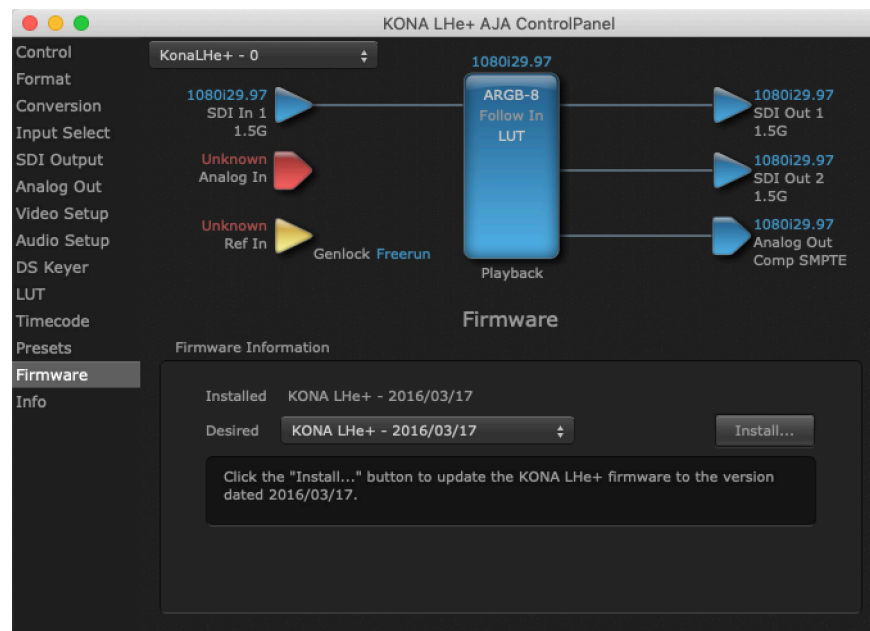 KONA LHe+ AJA ControlPanel
Control
Format
Conversion
Input Select
SDI Output
Analog Out
Video Setup
Audio Setup
DS Keyer
LUT
Timecode
Presets
Firmware
Info
KonaLHe+ - 0
1080i29.97
1080i29.97
SDI In 1
1.5G
Unknown
Analog In
Unknown
Ref In
Genlock Freerun
ARGB-8
Follow In
LUT
Playback
1080i29.97
SDI Out 1
1.5G
1080i29.97
SDI Out 2
1.5G
1080i29.97
Analog Out
Comp SMPTE
Firmware
Firmware Information
Installed KONA LHe+ - 2016/03/17
Desired KONA LHe+ - 2016/03/17 Install...
Click the "Install..." button to update the KONA LHe+ firmware to the version
dated 2016/03/17.